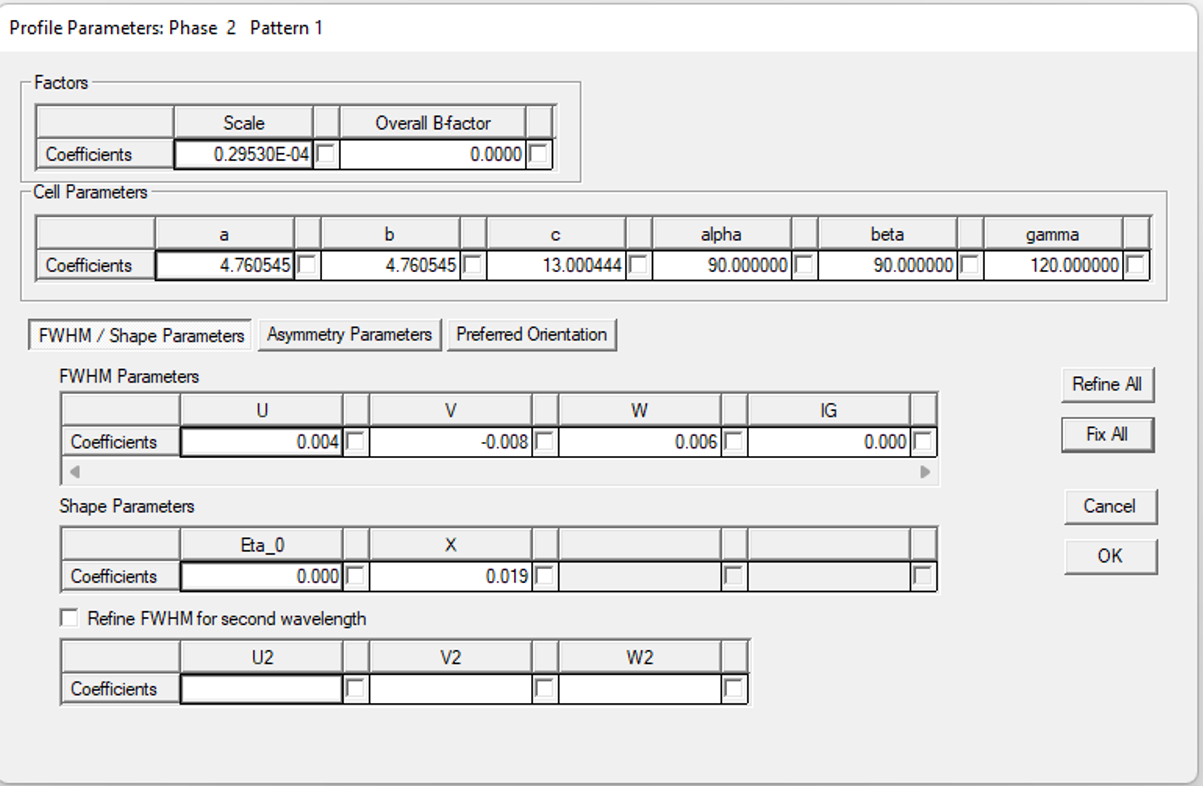 Profile Parameters: Phase 2 Pattern 1
Factors
Scale Overall B-factor
Coefficients 0.29530E-04 0.0000
Cell Parameters
a b c alpha beta gamma
Coefficients 4.760545 4.760545 13.000444 90.000000 90.000000 120.000000
FWHM / Shape Parameters Asymmetry Parameters Preferred Orientation
FWHM Parameters
Refine All
U V W IG
Coefficients 0.004 -0.008 0.006 0.000
Fix All
Shape Parameters
Cancel
Eta_0 X
OK
Coefficients 0.000 0.019
Refine FWHM for second wavelength
U2 V2 W2
Coefficients